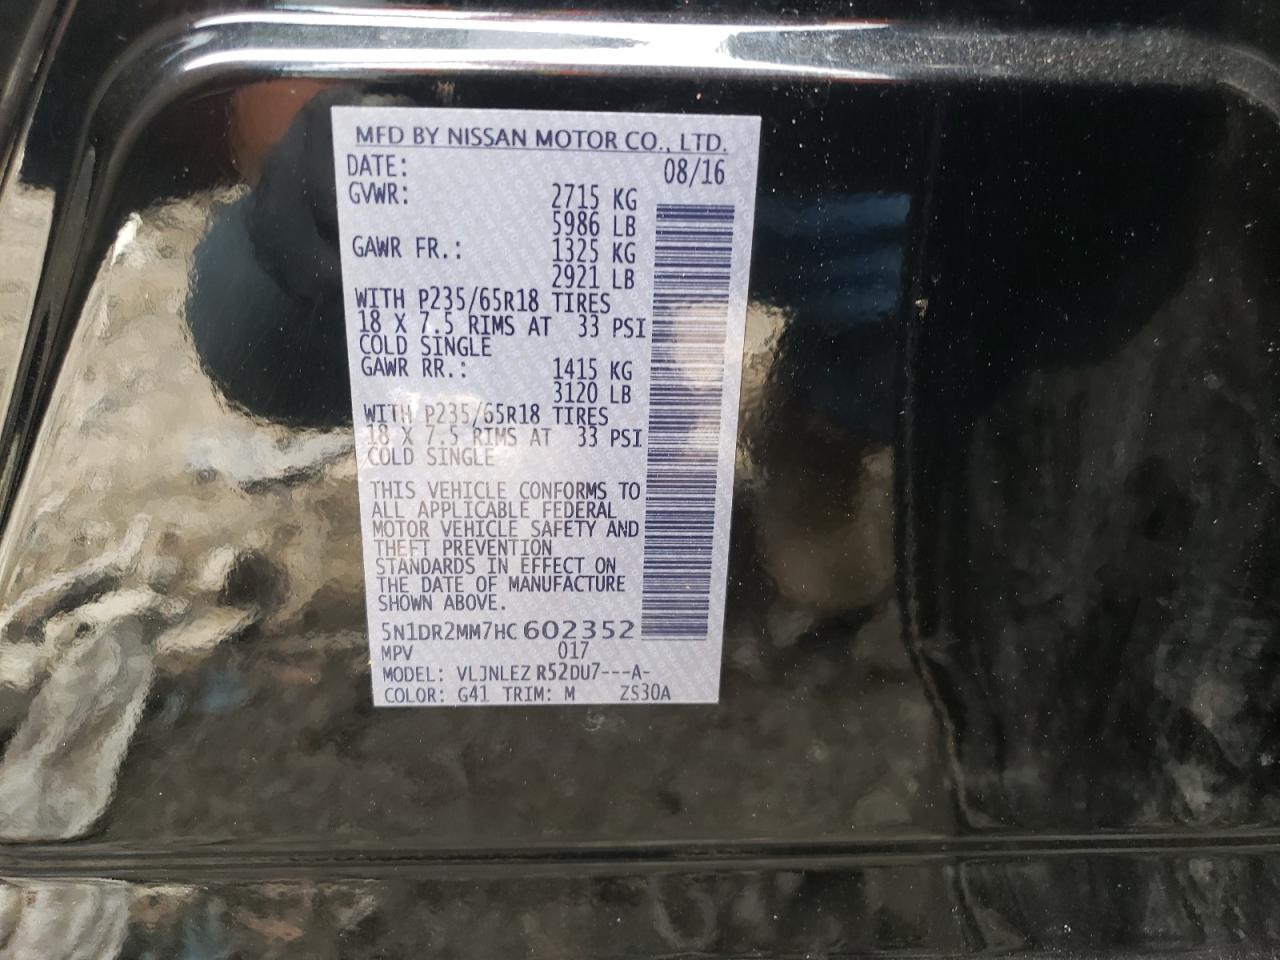 MFD BY NISSAN MOTOR CO., LTD.
DATE: 08/16
GVWR: 2715 KG
5986 LB
GAWR FR.: 1325 KG
2921 LB
WITH P235/65R18 TIRES
18 X 7.5 RIMS AT 33 PSI
COLD SINGLE
GAWR RR.: 1415 KG
3120 LB
WITH P235/65R18 TIRES
18 X 7.5 RIMS AT 33 PSI
COLD SINGLE
THIS VEHICLE CONFORMS TO
ALL APPLICABLE FEDERAL
MOTOR VEHICLE SAFETY AND
THEFT PREVENTION
STANDARDS IN EFFECT ON
THE DATE OF MANUFACTURE
SHOWN ABOVE.
5N1DR2MM7HC 602352
MPV 017
MODEL: VLJNLEZ R52DU7---A-
COLOR: G41 TRIM: M ZS30A